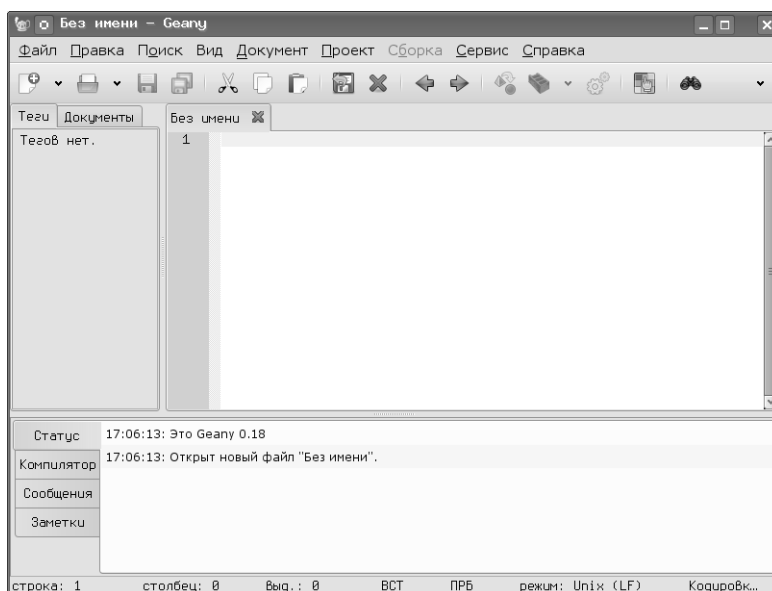 Без имени - Geany
Файл Правка Поиск Вид Документ Проект Сборка Сервис Справка
Теги Документы
Без имени
Тегов нет.
1
Статус
Компилятор
Сообщения
Заметки
17:06:13: Это Geany 0.18
17:06:13: Открыт новый файл "Без имени".
строка: 1 столбец: 0 Выд.: 0 ВСТ ПРБ режим: Unix (LF) Кодировк...